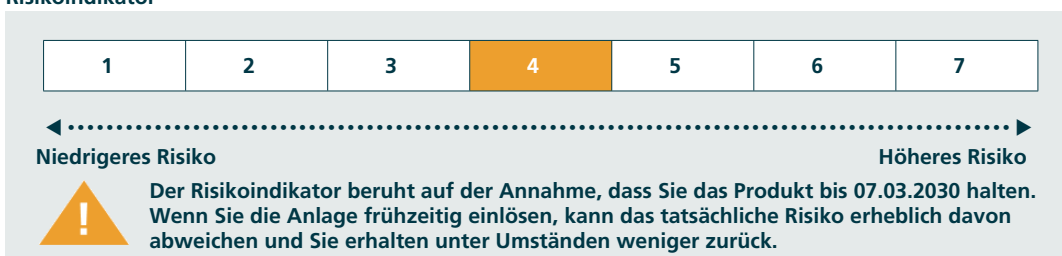 Risikoindikator
1 2 3 4 5 6 7
Niedrigeres Risiko Höheres Risiko
!
Der Risikoindikator beruht auf der Annahme, dass Sie das Produkt bis 07.03.2030 halten.
Wenn Sie die Anlage frühzeitig einlösen, kann das tatsächliche Risiko erheblich davon
abweichen und Sie erhalten unter Umständen weniger zurück.